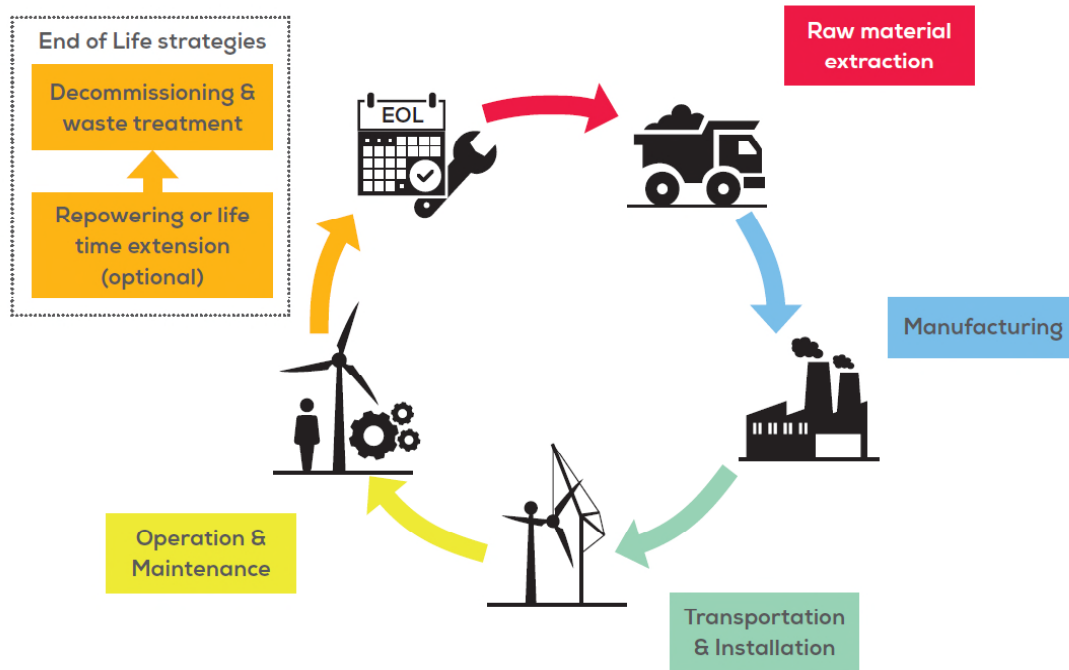 End of Life strategies
Decommissioning &
waste treatment
Repowering or life
time extension
(optional)
EOL
Raw material
extraction
Manufacturing
Transportation
& Installation
Operation &
Maintenance